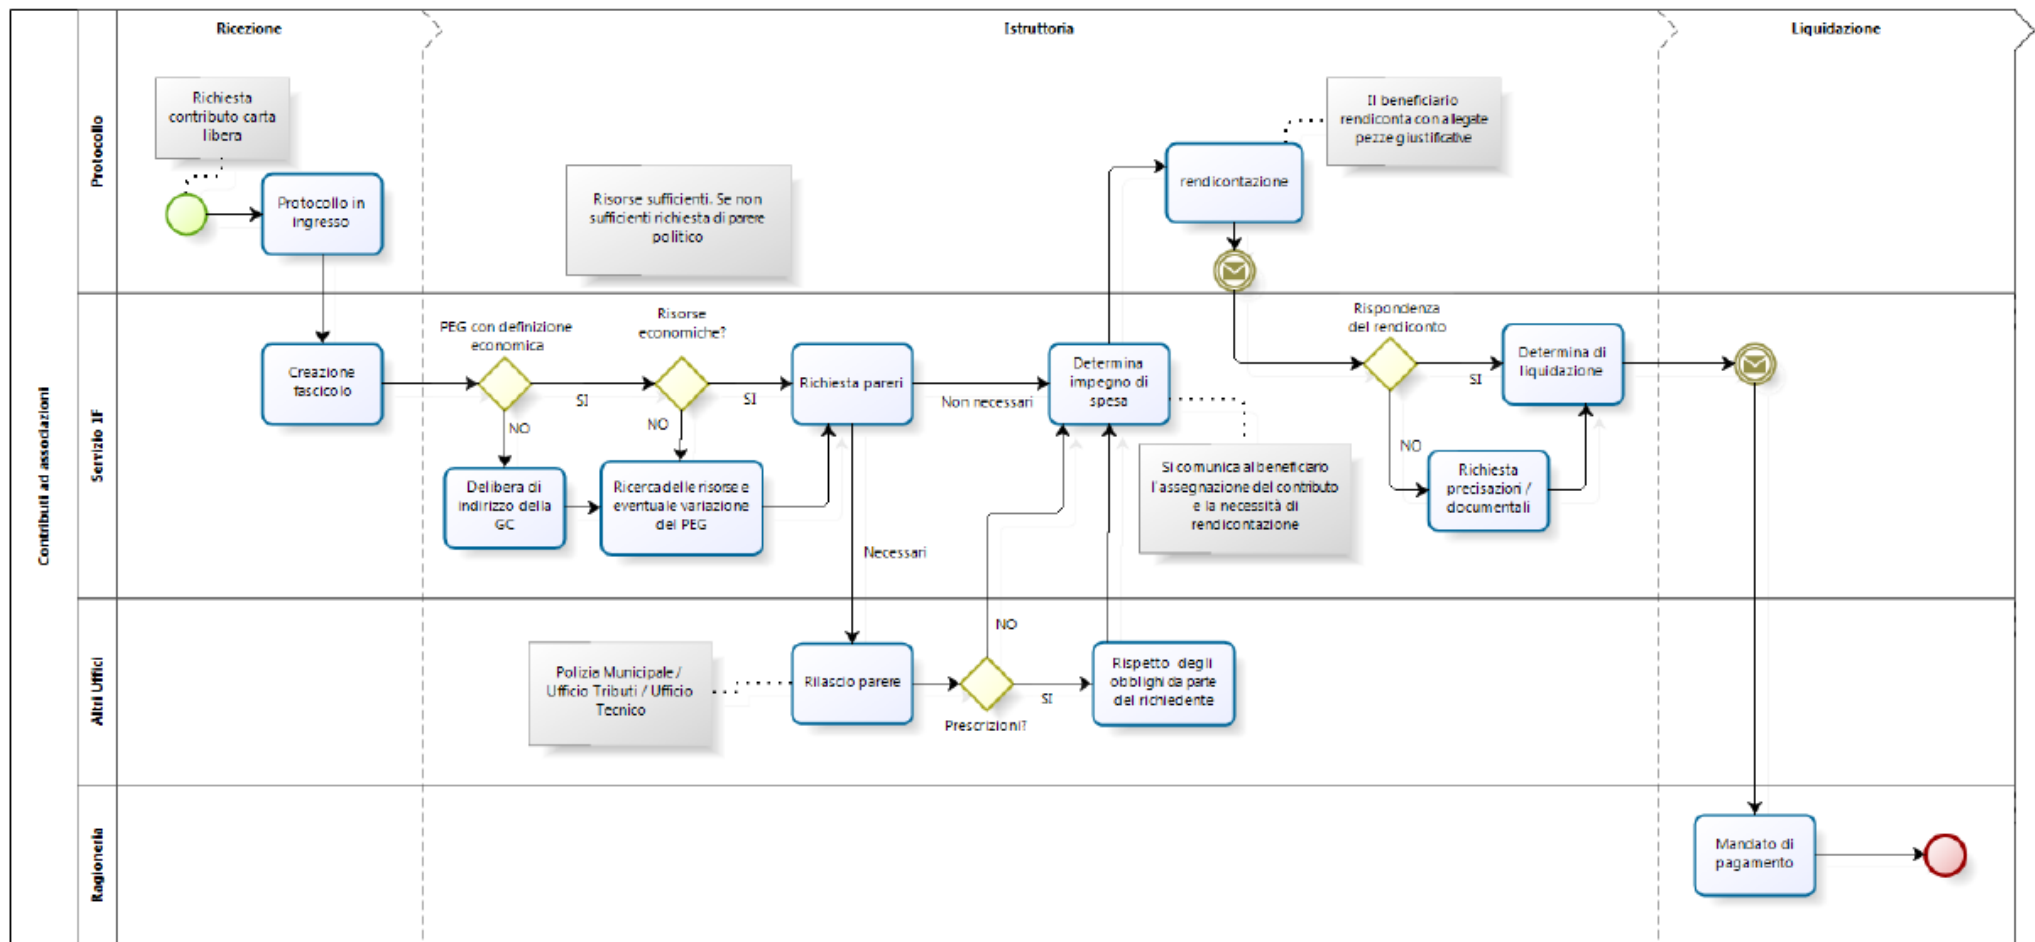 Ricezione
Istruttoria
Liquidazione
Contributi ad associazioni
Protocollo
Richiesta
contributo carta
libera
Protocollo in
ingresso
Risorse sufficienti. Se non
sufficienti richiesta di parere
politico
rendicontazione
Il beneficiario
rendiconta con allegate
pezze giustificative
Servizio 1F
Creazione
fascicolo
PEG con definizione
economica
SI
NO
Risorse
economiche?
SI
NO
Delibera di
indirizzo della
GC
Ricerca delle risorse e
eventuale variazione
del PEG
Richiesta pareri
Non necessari
Necessari
Determina
impegno di
spesa
Si comunica al beneficiario
l'assegnazione del contributo
e la necessità di
rendicontazione
Rispondenza
del rendiconto
SI
NO
Determina di
liquidazione
Richiesta
precisazori /
documentali
Altri Uffici
Polizia Municipale /
Ufficio Tributi / Ufficio
Tecnico
Rilascio parere
NO
SI
Prescrizioni?
Rispetto degli
obblighi da parte
del richiedente
Ragioneria
Mandato di
pagamento